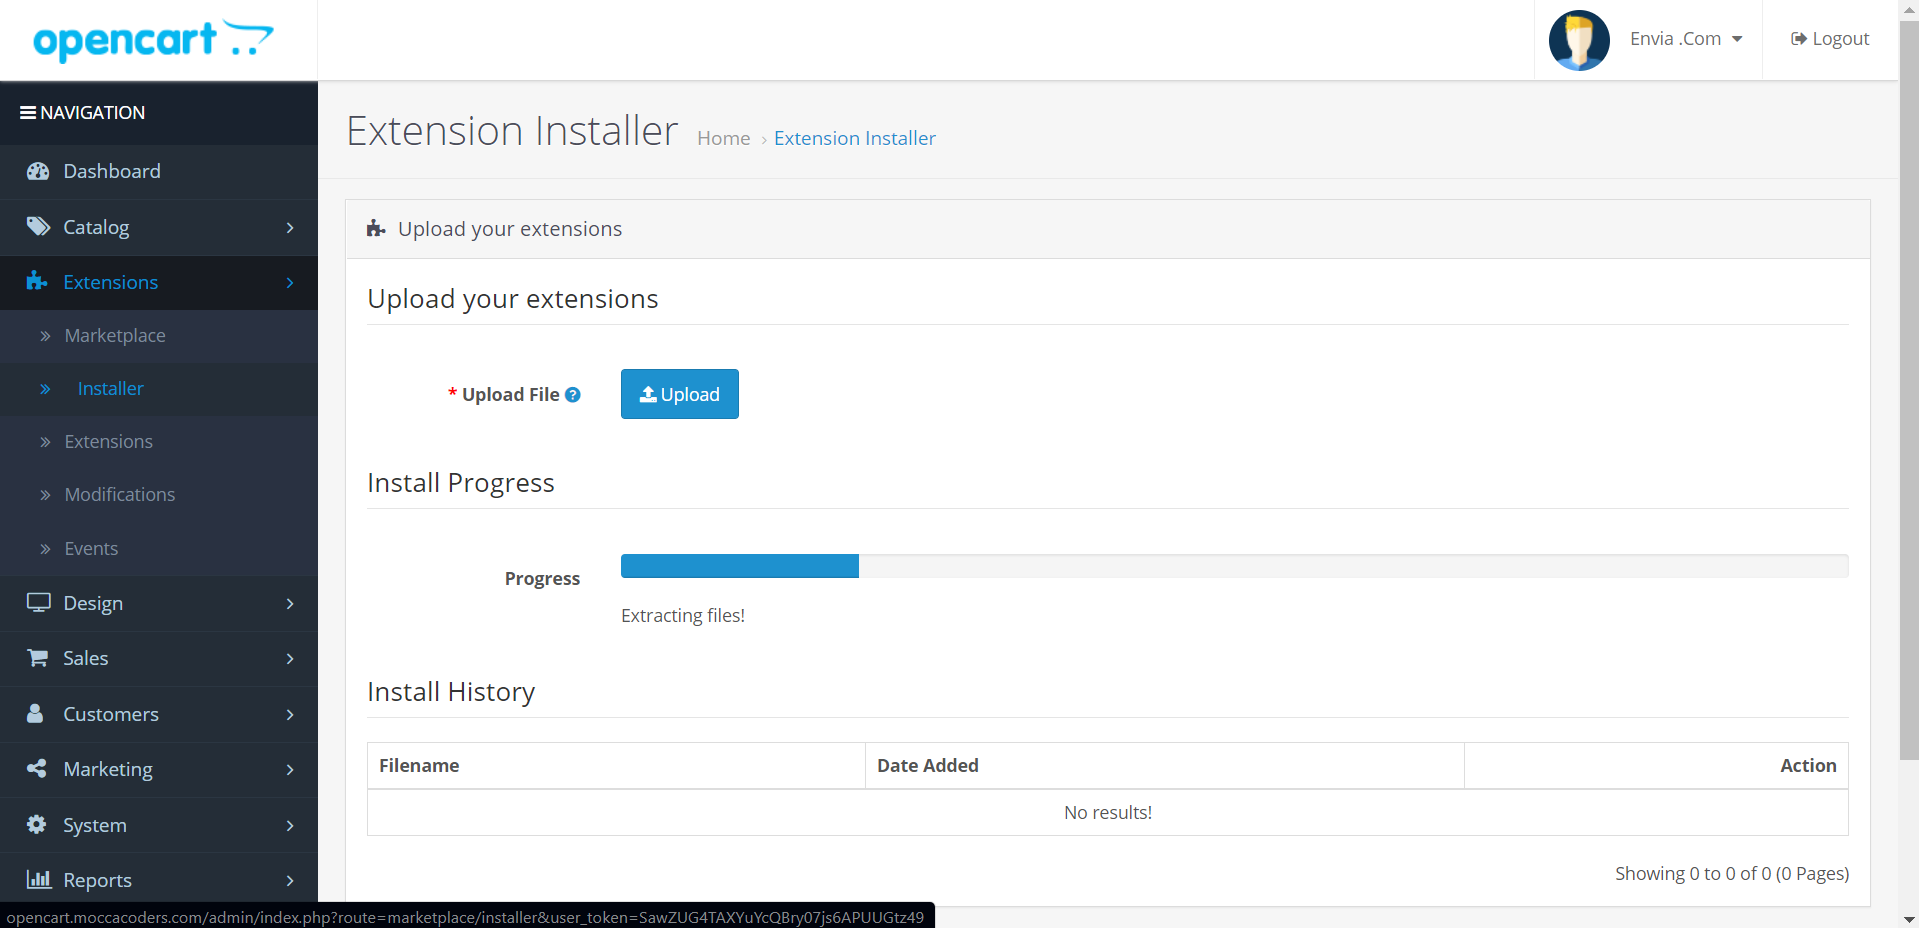 opencart
Envia .Com
Logout
NAVIGATION
Dashboard
Catalog
Extensions
Marketplace
Installer
Extensions
Modifications
Events
Design
Sales
Customers
Marketing
System
Reports
Extension Installer
Home › Extension Installer
Upload your extensions
Upload your extensions
* Upload File ?
Upload
Install Progress
Progress
Extracting files!
Install History
Filename Date Added Action
No results!
Showing 0 to 0 of 0 (0 Pages)
opencart.moccacoders.com/admin/index.php?route=marketplace/installer&user_token=SawZUG4TAXYuYcQBry07js6APUUGtz49